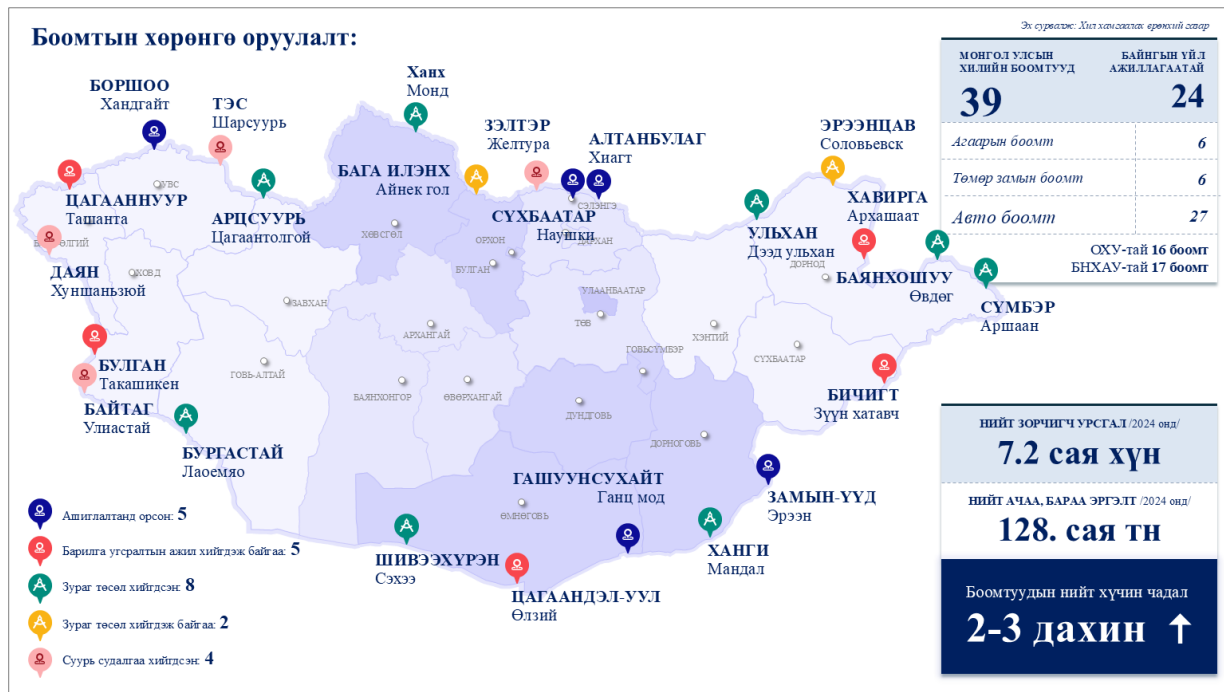 Эх сурвалж: Хил хамгаалах ерөнхий газар
Боомтын хөрөнгө оруулалт:
МОНГОЛ УЛСЫН
ХИЛИЙН БООМТУУД
39
БАЙНГЫН ҮЙЛ
АЖИЛЛАГААТАЙ
24
Агаарын боомт 6
Төмөр замын боомт 6
Авто боомт 27
ОХУ-тай 16 боомт
БНХАУ-тай 17 боомт
БОРШОО
Хандгайт
ТЭС
Шарсуурь
Ханх
Монд
ЗЭЛТЭР
Желтура
АЛТАНБУЛАГ
Хиагт
ЭРЭЭНЦАВ
Соловьевск
БАГА ИЛЭНХ
Айнек гол
ЦАГААННУУР
Ташанта
АРЦСУУРЬ
Цагаантолгой
СҮХБААТАР
Наушки
УЛЬХАН
Дээд ульхан
ХАВИРГА
Архашаат
ДАЯН
Хуншаньзюй
БАЯНХОШУУ
Өвдөг
СҮМБЭР
Аршаан
БУЛГАН
Такашикен
БАЙТАГ
Улиастай
БУРГАСТАЙ
Лаоемяо
БИЧИГТ
Зүүн хатавч
ГАШУУНСУХАЙТ
Ганц мод
ЗАМЫН-ҮҮД
Эрээн
ШИВЭЭХҮРЭН
Сэхээ
ЦАГААНДЭЛ-УУЛ
Өлзий
ХАНГИ
Мандал
УВС
ХОВД
ЗАВХАН
ГОВЬ-АЛТАЙ
ХӨВСГӨЛ
БУЛГАН
ОРХОН
СЭЛЭНГЭ
ДАРХАН
УЛААНБААТАР
ТӨВ
АРХАНГАЙ
БАЯНХОНГОР
ӨВӨРХАНГАЙ
ГОВЬСҮМБЭР
ДУНДГОВЬ
ДОРНОГОВЬ
ӨМНӨГОВЬ
ХЭНТИЙ
СҮХБААТАР
ДОРНОД
Ашиглалтанд орсон: 5
Барилга угсралтын ажил хийгдэж байгаа: 5
Зураг төсөл хийгдсэн: 8
Зураг төсөл хийгдэж байгаа: 2
Суурь судалгаа хийгдсэн: 4
НИЙТ ЗОРЧИГЧ УРСГАЛ /2024 онд/
7.2 сая хүн
НИЙТ АЧАА, БАРАА ЭРГЭЛТ /2024 онд/
128. сая тн
Боомтуудын нийт хүчин чадал
2-3 дахин ↑